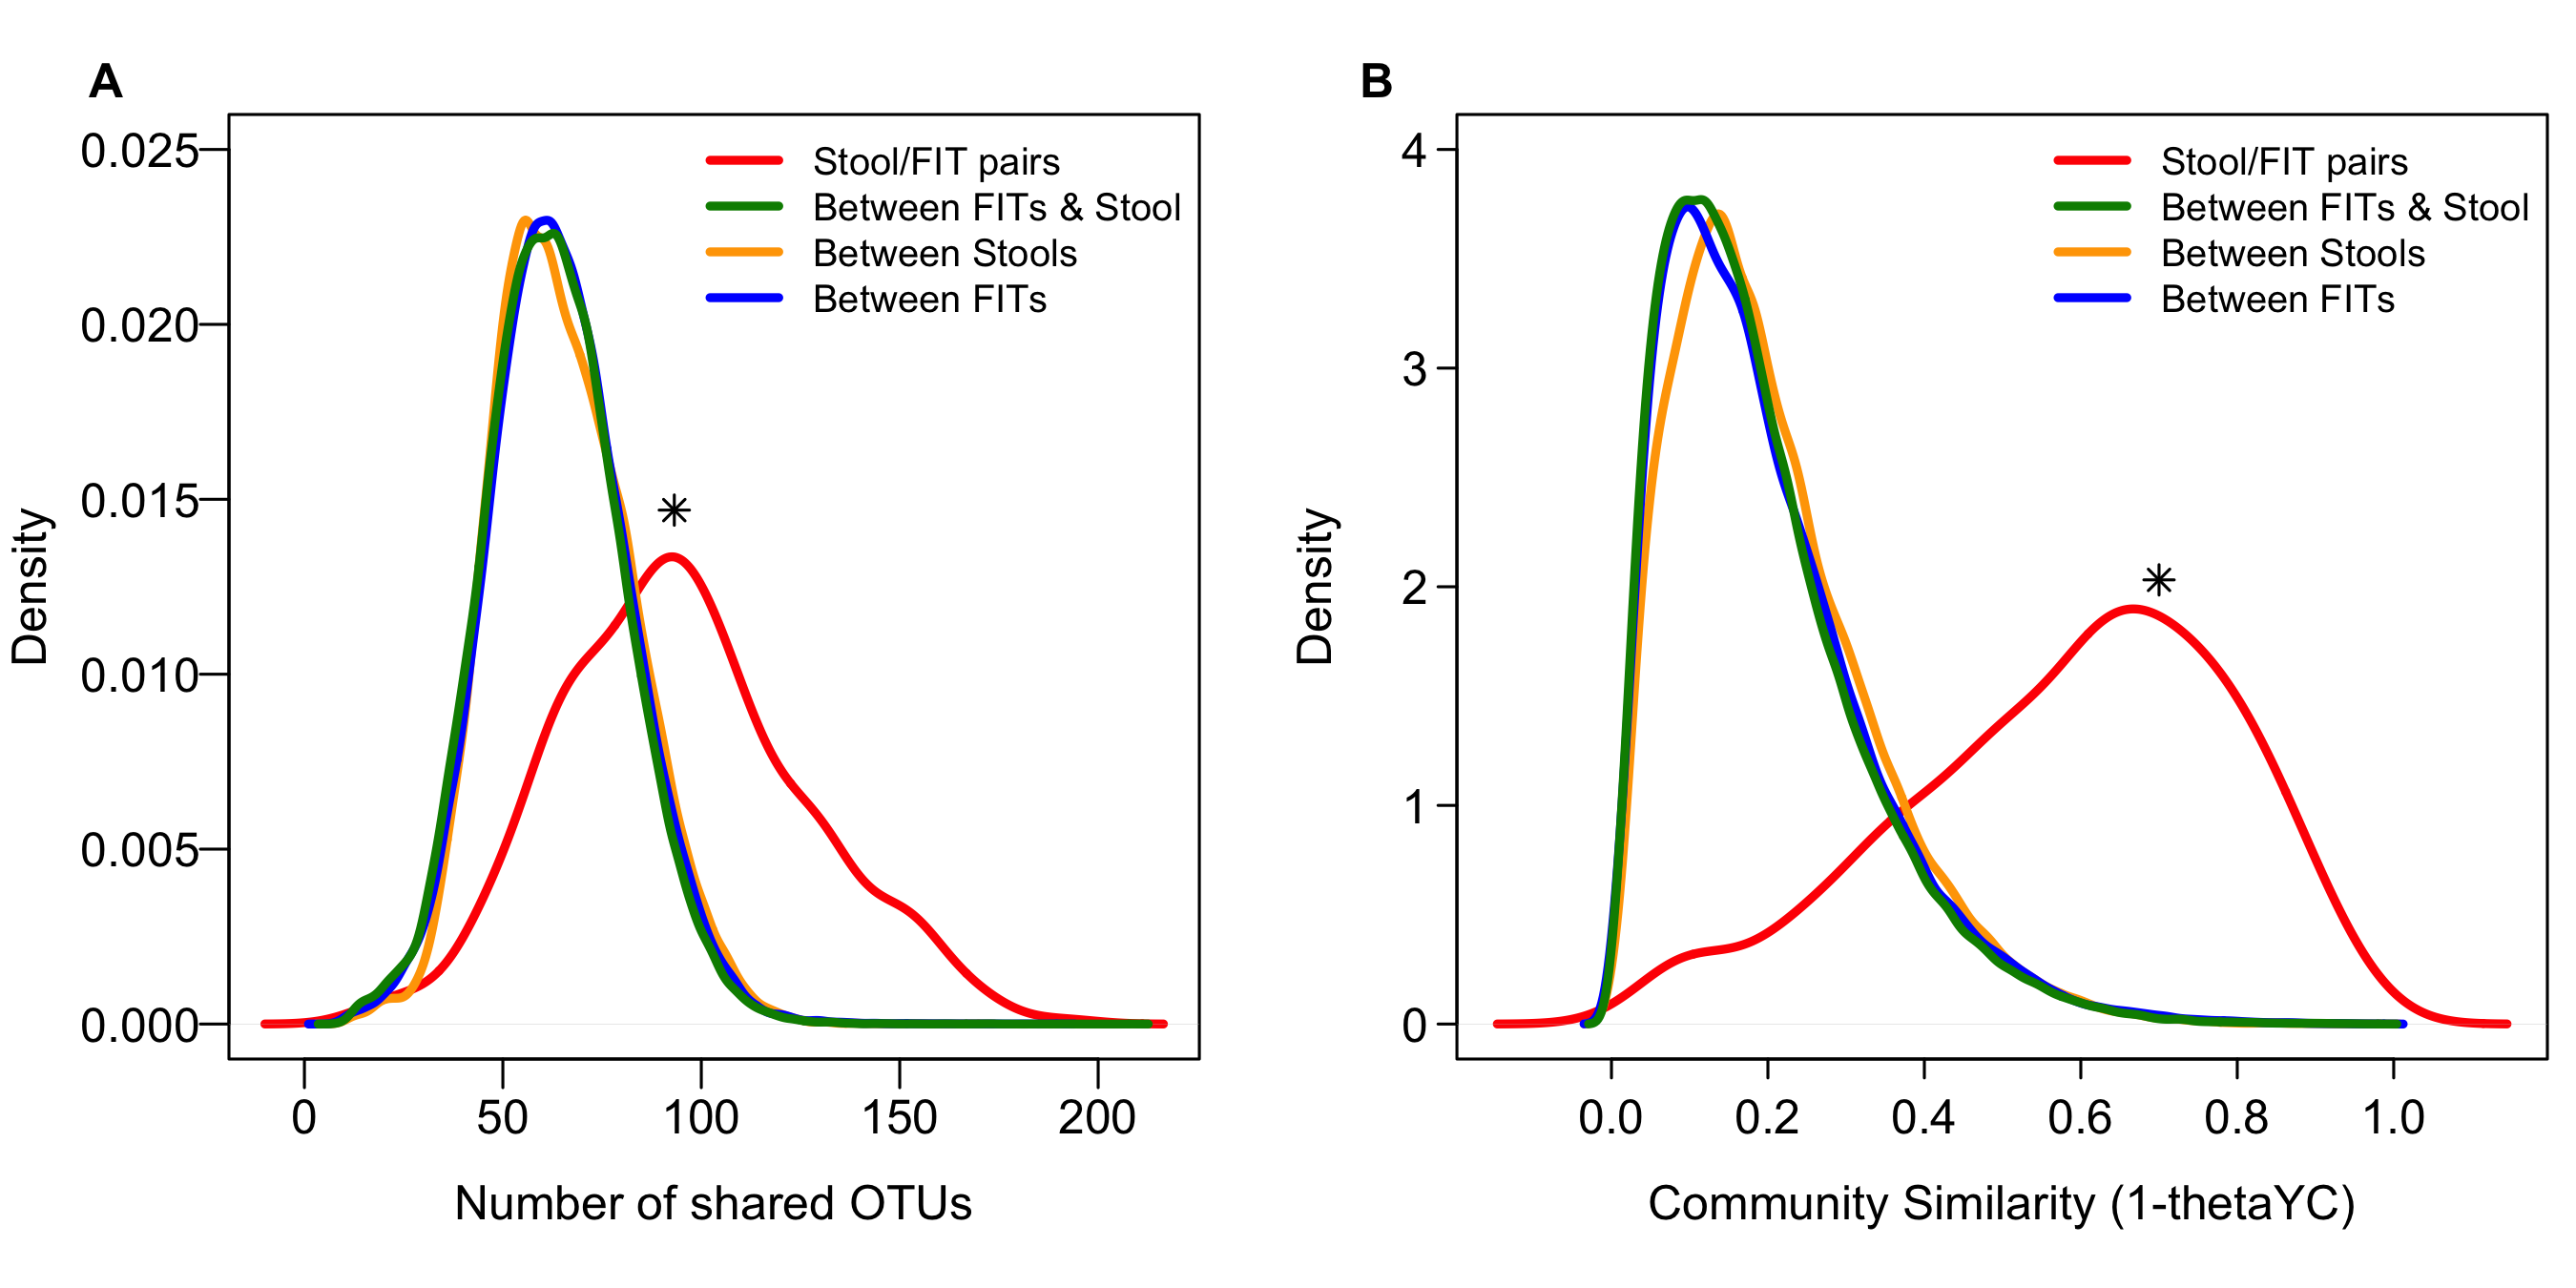 A
0.025
0.020
0.015
0.010
0.005
0.000
Density
Stool/FIT pairs
Between FITs & Stool
Between Stools
Between FITs
*
0 50 100 150 200
Number of shared OTUs
B
4
3
2
1
0
Density
Stool/FIT pairs
Between FITs & Stool
Between Stools
Between FITs
*
0.0 0.2 0.4 0.6 0.8 1.0
Community Similarity (1-thetaYC)